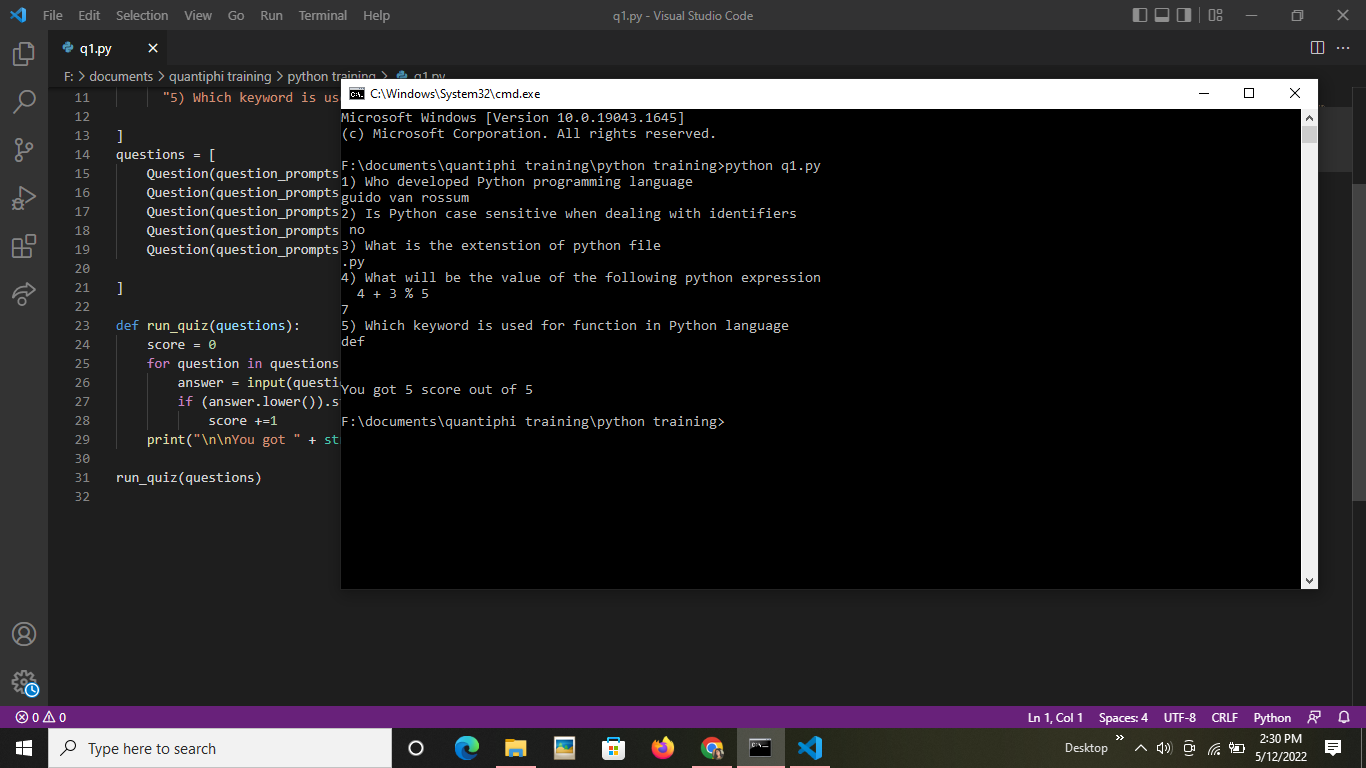 File Edit Selection View Go Run Terminal Help q1.py - Visual Studio Code
q1.py
F: > documents > quantiphi training > python training > q1.py
11 "5) Which keyword is us
12
13 ]
14 questions = [
15 Question(question_prompts
16 Question(question_prompts
17 Question(question_prompts
18 Question(question_prompts
19 Question(question_prompts
20
21 ]
22
23 def run_quiz(questions):
24 score = 0
25 for question in questions
26 answer = input(questi
27 if (answer.lower()).s
28 score +=1
29 print("\n\nYou got " + st
30
31 run_quiz(questions)
32
C:\Windows\System32\cmd.exe
Microsoft Windows [Version 10.0.19043.1645]
(c) Microsoft Corporation. All rights reserved.
F:\documents\quantiphi training\python training>python q1.py
1) Who developed Python programming language
guido van rossum
2) Is Python case sensitive when dealing with identifiers
no
3) What is the extenstion of python file
.py
4) What will be the value of the following python expression
4 + 3 % 5
7
5) Which keyword is used for function in Python language
def
You got 5 score out of 5
F:\documents\quantiphi training\python training>
0 0 Ln 1, Col 1 Spaces: 4 UTF-8 CRLF Python
Type here to search
Desktop
2:30 PM
5/12/2022